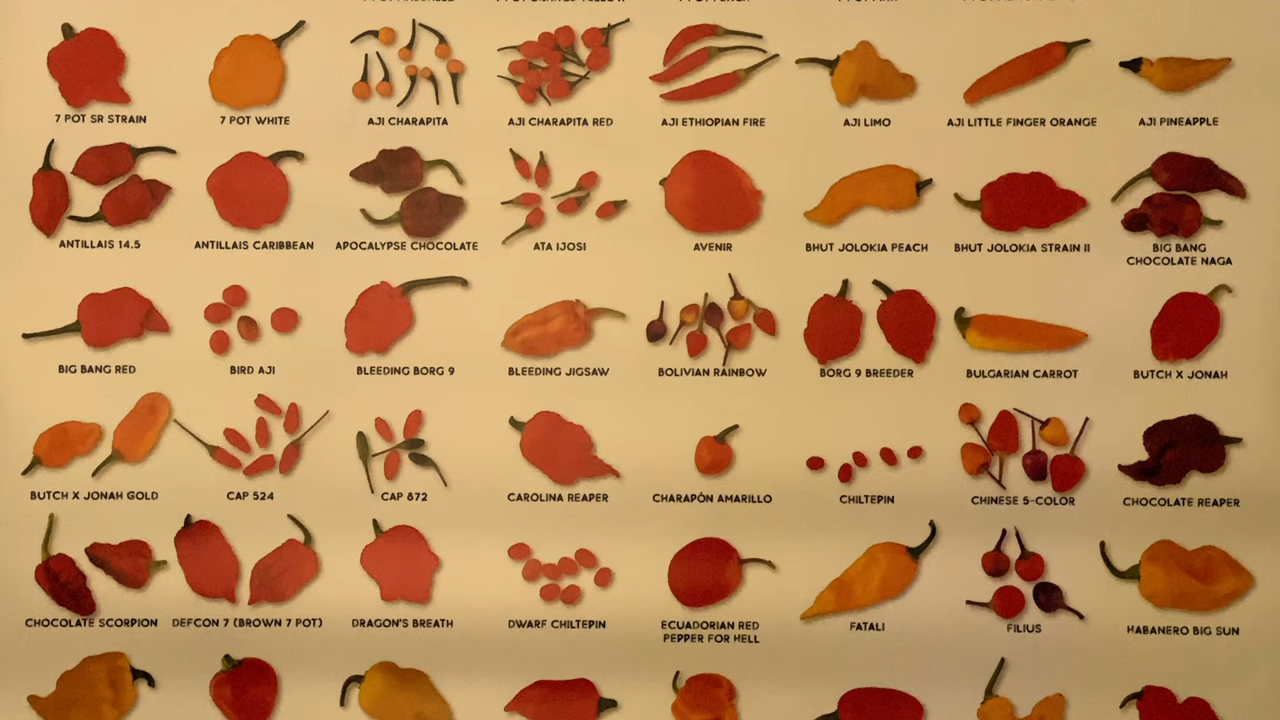 7 POT SR STRAIN
7 POT WHITE
AJI CHARAPITA
AJI CHARAPITA RED
AJI ETHIOPIAN FIRE
AJI LIMO
AJI LITTLE FINGER ORANGE
AJI PINEAPPLE
ANTILLAIS 14.5
ANTILLAIS CARIBBEAN
APOCALYPSE CHOCOLATE
ATA IJOSI
AVENIR
BHUT JOLOKIA PEACH
BHUT JOLOKIA STRAIN II
BIG BANG
CHOCOLATE NAGA
BIG BANG RED
BIRD AJI
BLEEDING BORG 9
BLEEDING JIGSAW
BOLIVIAN RAINBOW
BORG 9 BREEDER
BULGARIAN CARROT
BUTCH X JONAH
BUTCH X JONAH GOLD
CAP 524
CAP 872
CAROLINA REAPER
CHARAPÓN AMARILLO
CHILTEPIN
CHINESE 5-COLOR
CHOCOLATE REAPER
CHOCOLATE SCORPION
DEFCON 7 (BROWN 7 POT)
DRAGON'S BREATH
DWARF CHILTEPIN
ECUADORIAN RED
PEPPER FOR HELL
FATALI
FILIUS
HABANERO BIG SUN